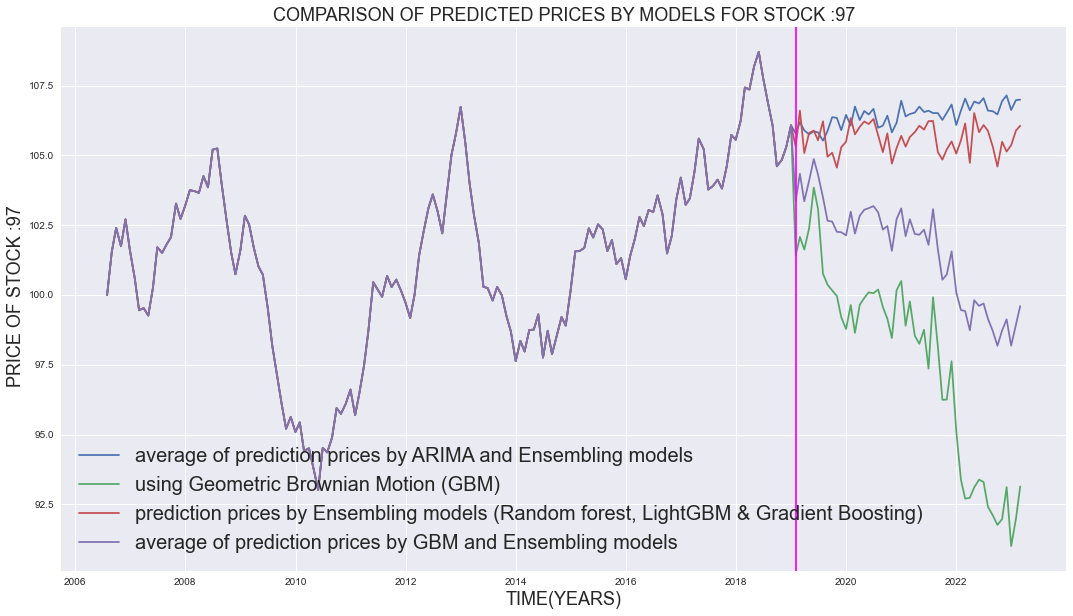 COMPARISON OF PREDICTED PRICES BY MODELS FOR STOCK :97
PRICE OF STOCK :97
107.5
105.0
102.5
100.0
97.5
95.0
92.5
average of prediction prices by ARIMA and Ensembling models
using Geometric Brownian Motion (GBM)
prediction prices by Ensembling models (Random forest, LightGBM & Gradient Boosting)
average of prediction prices by GBM and Ensembling models
2006 2008 2010 2012 2014 2016 2018 2020 2022
TIME(YEARS)